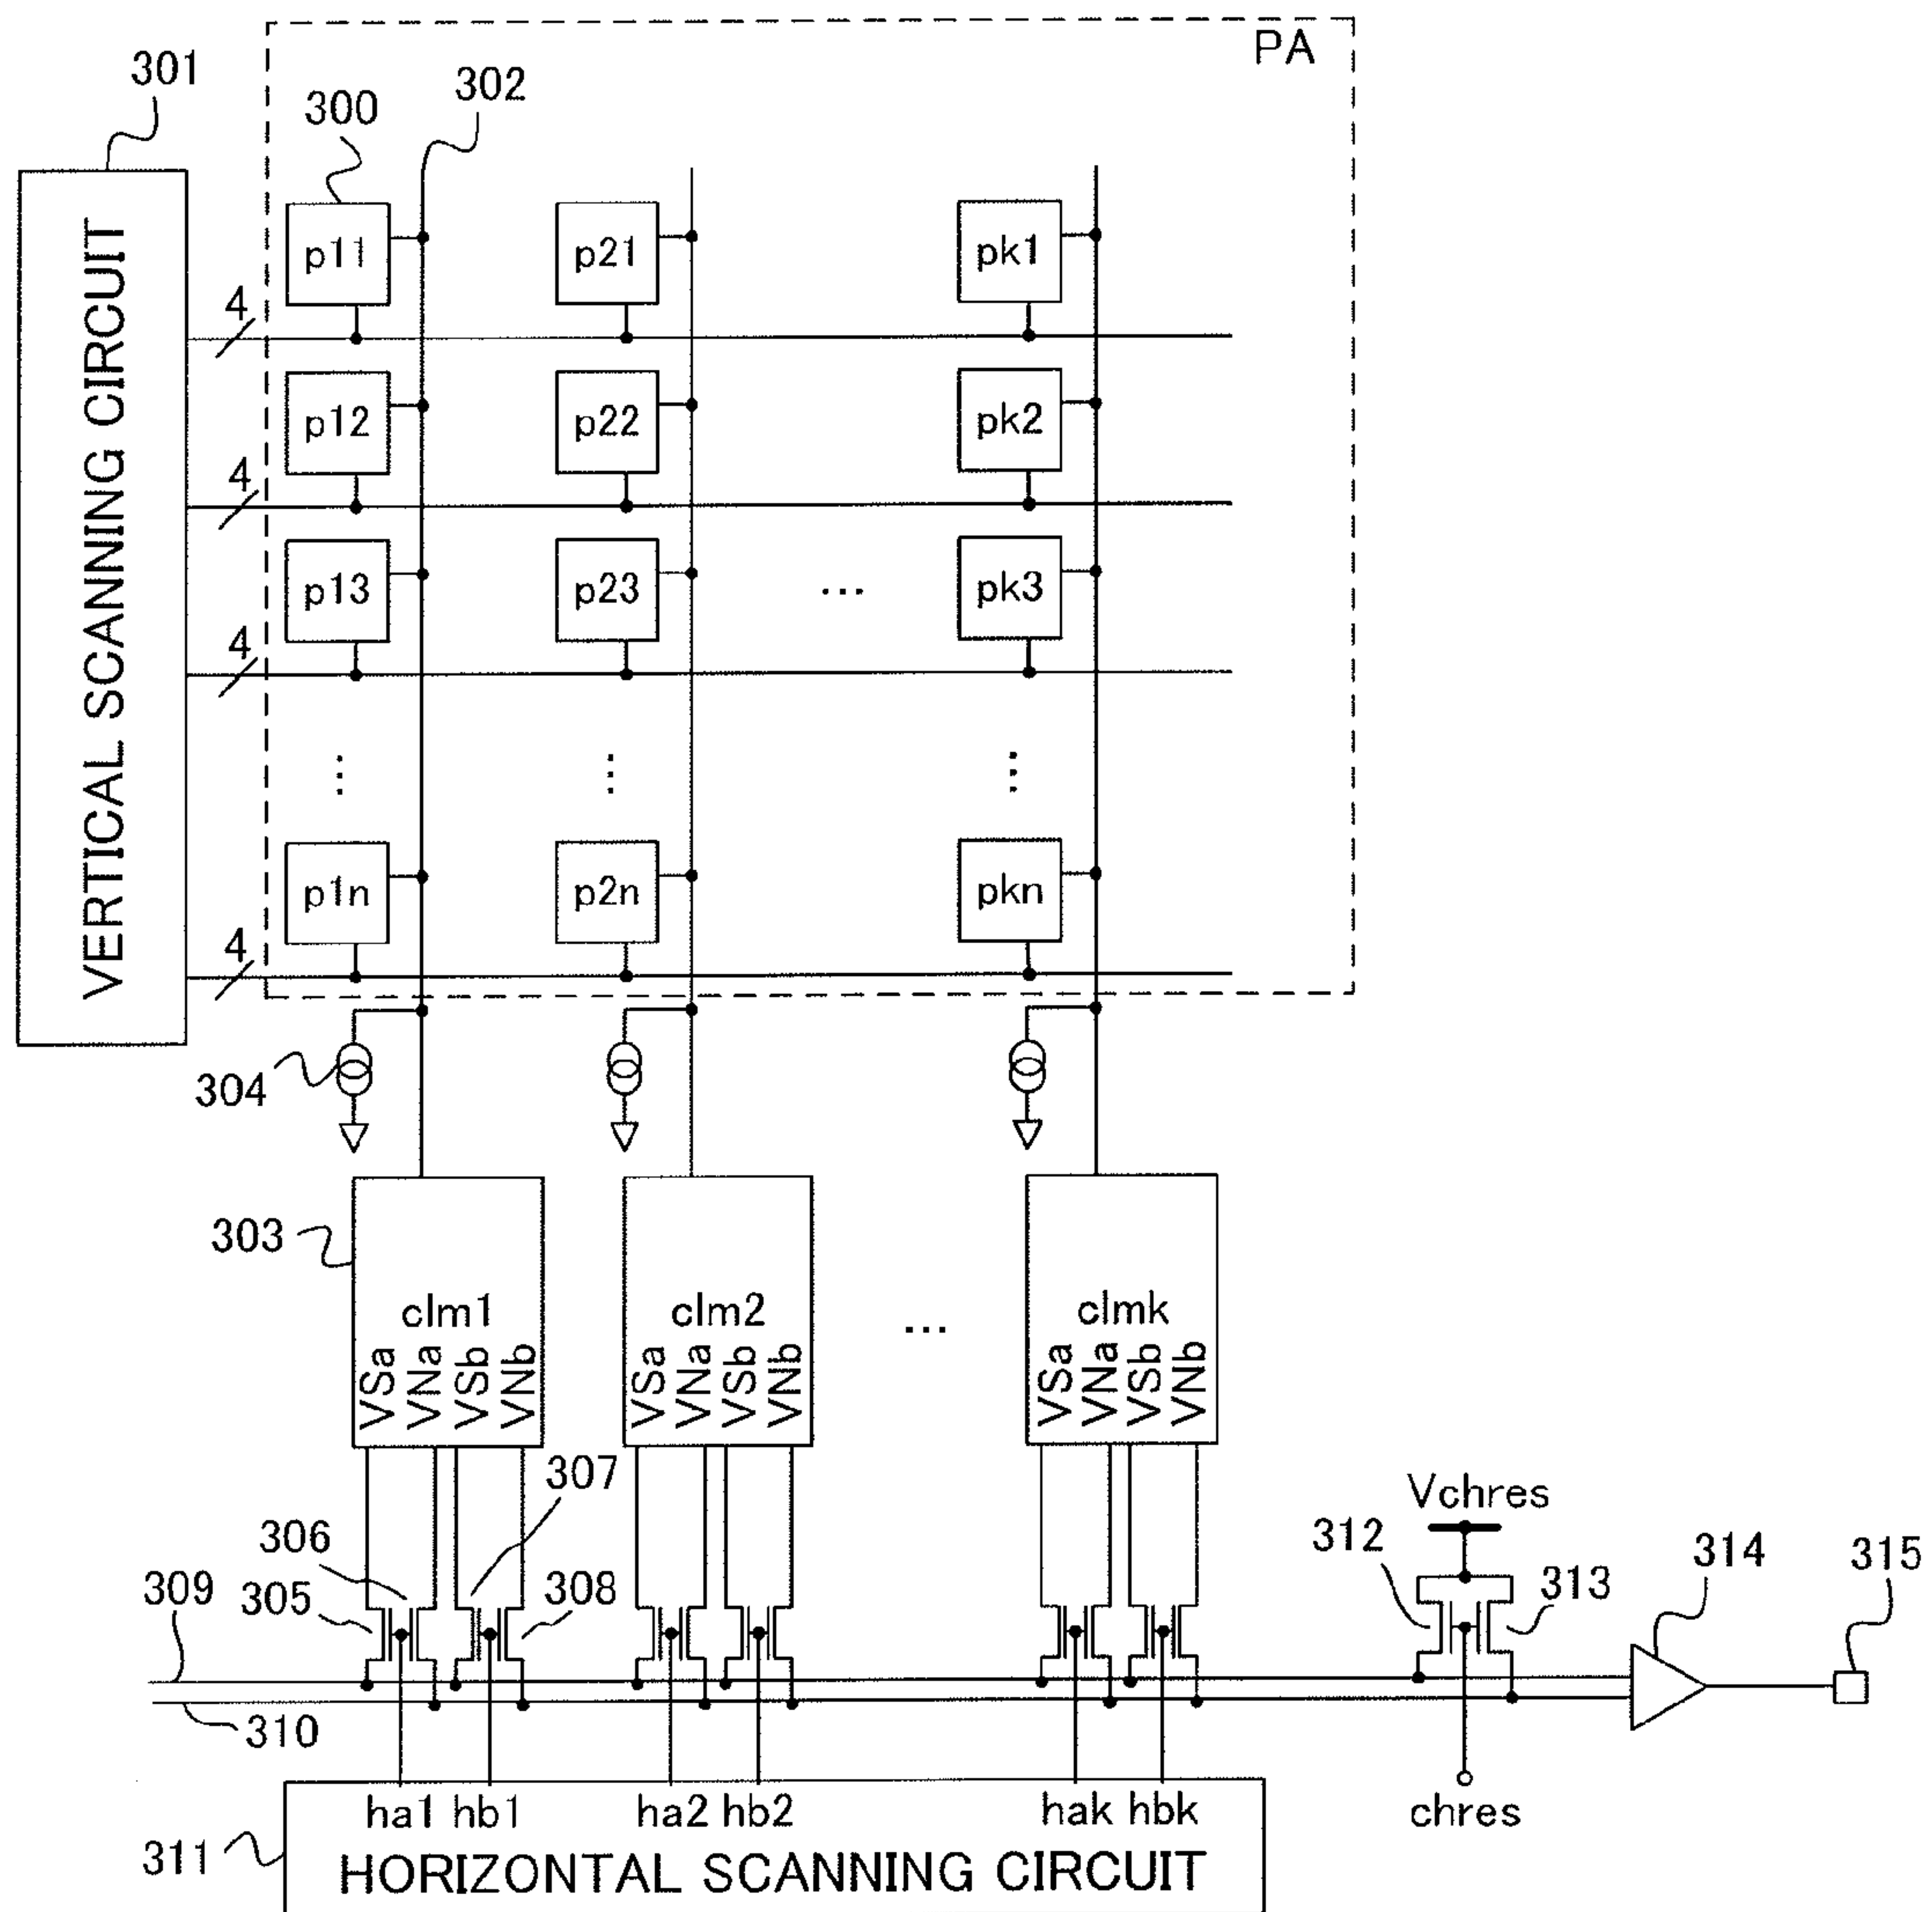 PA
301
302
300
VERTICAL SCANNING CIRCUIT
p11
p21
pk1
4
p12
p22
pk2
4
p13
p23
...
pk3
4
⋮
⋮
⋮
p1n
p2n
pkn
4
304
303
clm1
VSa
VNa
VSb
VNb
clm2
VSa
VNa
VSb
VNb
...
clmk
VSa
VNa
VSb
VNb
307
306
305
308
309
310
Vchres
312
313
314
315
chres
ha1
hb1
ha2
hb2
hak
hbk
311
HORIZONTAL SCANNING CIRCUIT